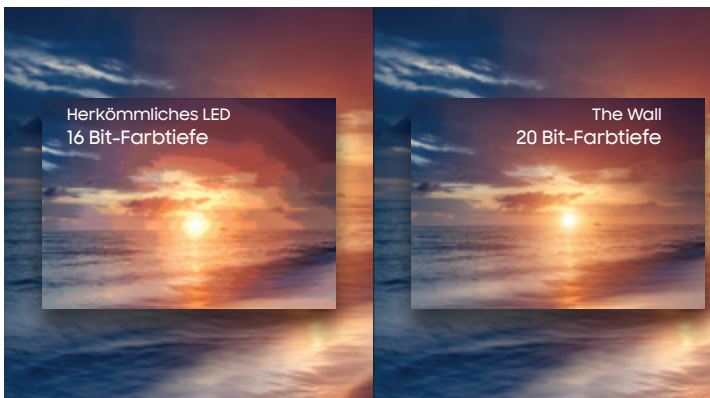 Herkömmliches LED
16 Bit-Farbtiefe
The Wall
20 Bit-Farbtiefe